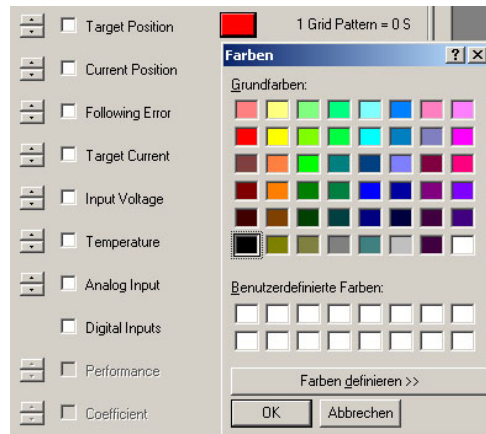 Target Position
1 Grid Pattern = 0 S
Current Position
Following Error
Target Current
Input Voltage
Temperature
Analog Input
Digital Inputs
Performance
Coefficient
Farben
Grundfarben:
Benutzerdefinierte Farben:
Farben definieren >>
OK
Abbrechen